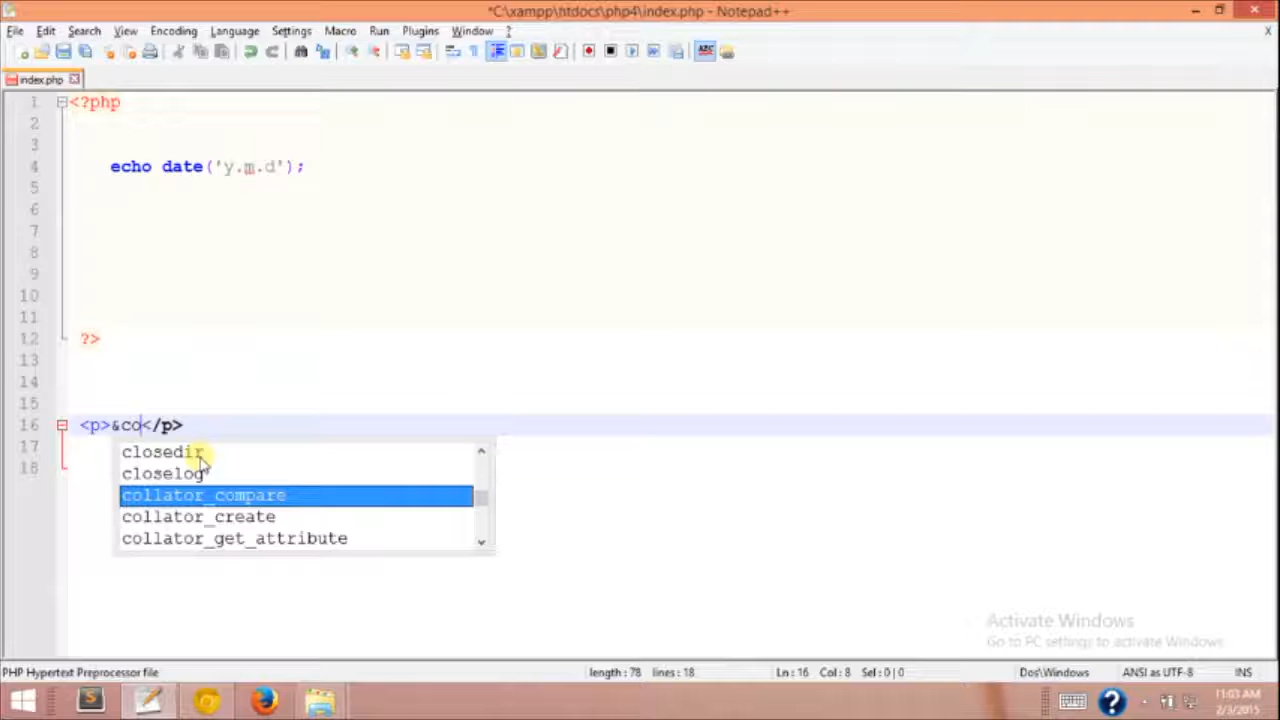 *C:\xampp\htdocs\php4\index.php - Notepad++
File Edit Search View Encoding Language Settings Macro Run Plugins Window ? X
ABC
index.php
1 <?php
2
3
4 echo date('y.m.d');
5
6
7
8
9
10
11
12 ?>
13
14
15
16 <p>&co</p>
17
18
closedir
closelog
collator_compare
collator_create
collator_get_attribute
Activate Windows
Go to PC settings to activate Windows.
PHP Hypertext Preprocessor file length : 78 lines : 18 Ln : 16 Col : 8 Sel : 0 | 0 Dos\Windows ANSI as UTF-8 INS
S
?
11:03 AM
2/3/2015